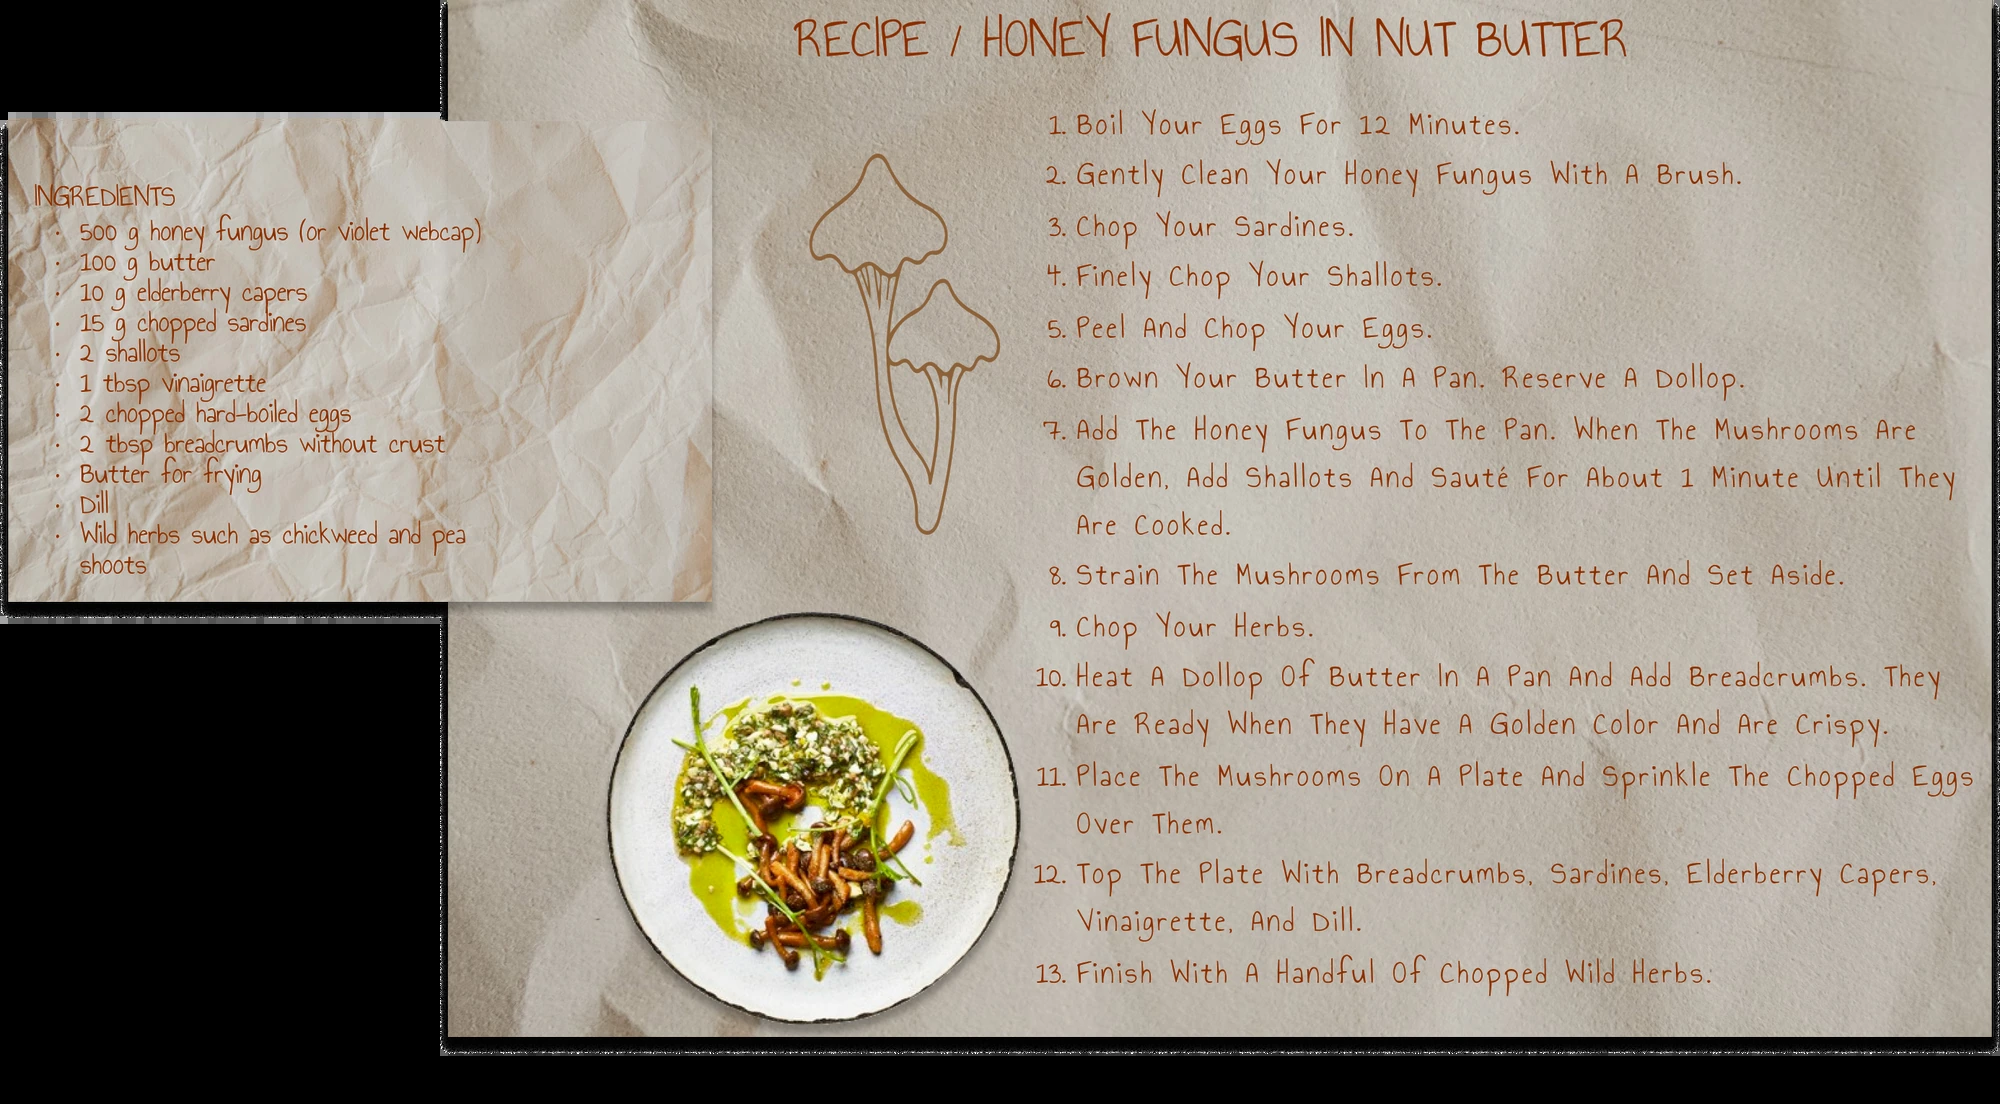 RECIPE / HONEY FUNGUS IN NUT BUTTER
INGREDIENTS
· 500 g honey fungus (or violet webcap)
· 100 g butter
· 10 g elderberry capers
· 15 g chopped sardines
· 2 shallots
· 1 tbsp vinaigrette
· 2 chopped hard-boiled eggs
· 2 tbsp breadcrumbs without crust
· Butter for frying
· Dill
· Wild herbs such as chickweed and pea
shoots
1. Boil Your Eggs For 12 Minutes.
2. Gently Clean Your Honey Fungus With A Brush.
3. Chop Your Sardines.
4. Finely Chop Your Shallots.
5. Peel And Chop Your Eggs.
6. Brown Your Butter In A Pan. Reserve A Dollop.
7. Add The Honey Fungus To The Pan. When The Mushrooms Are
Golden, Add Shallots And Sauté For About 1 Minute Until They
Are Cooked.
8. Strain The Mushrooms From The Butter And Set Aside.
9. Chop Your Herbs.
10. Heat A Dollop Of Butter In A Pan And Add Breadcrumbs. They
Are Ready When They Have A Golden Color And Are Crispy.
11. Place The Mushrooms On A Plate And Sprinkle The Chopped Eggs
Over Them.
12. Top The Plate With Breadcrumbs, Sardines, Elderberry Capers,
Vinaigrette, And Dill.
13. Finish With A Handful Of Chopped Wild Herbs.